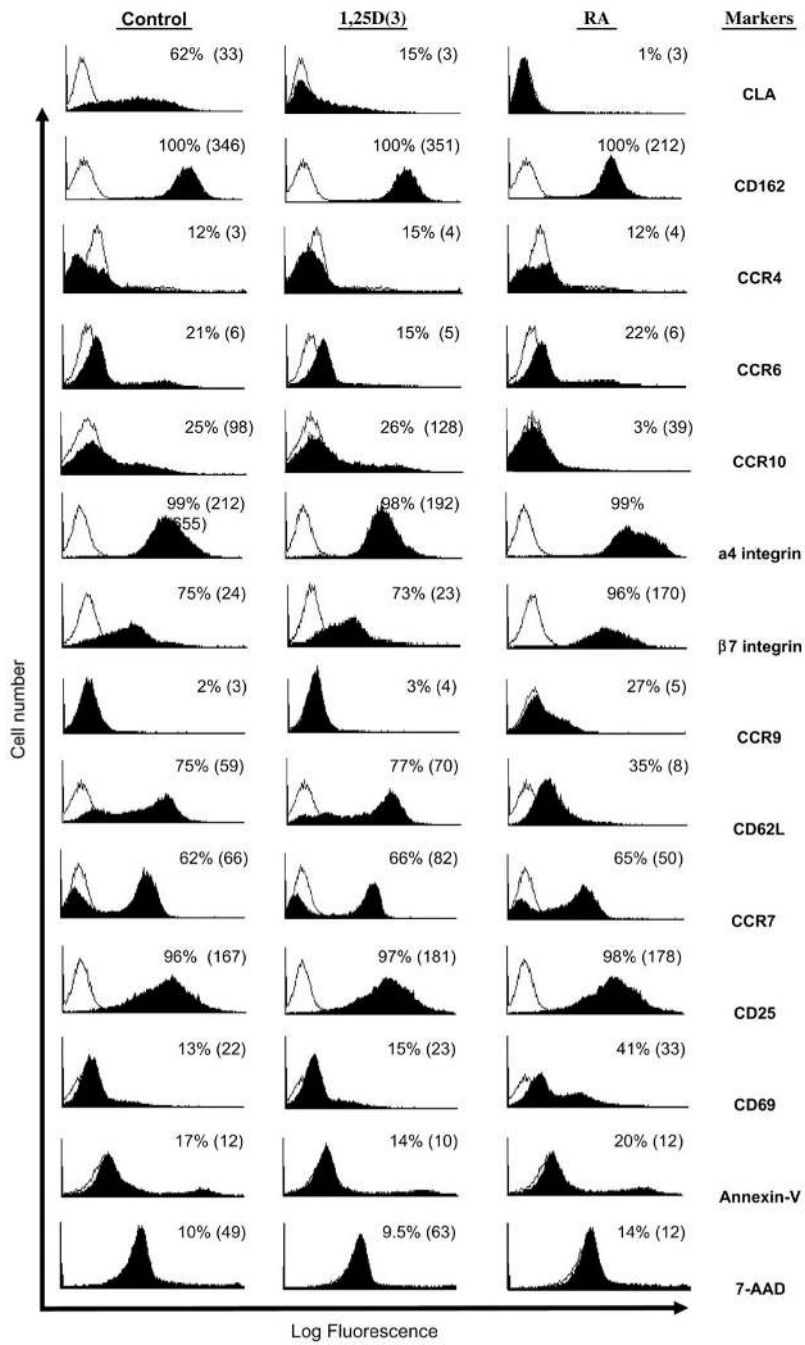 Control 1,25D(3) RA Markers
62% (33) 15% (3) 1% (3) CLA
100% (346) 100% (351) 100% (212) CD162
12% (3) 15% (4) 12% (4) CCR4
21% (6) 15% (5) 22% (6) CCR6
25% (98) 26% (128) 3% (39) CCR10
99% (212) 98% (192) 99%
655)
a4 integrin
75% (24) 73% (23) 96% (170) β7 integrin
2% (3) 3% (4) 27% (5) CCR9
75% (59) 77% (70) 35% (8) CD62L
62% (66) 66% (82) 65% (50) CCR7
96% (167) 97% (181) 98% (178) CD25
13% (22) 15% (23) 41% (33) CD69
17% (12) 14% (10) 20% (12) Annexin-V
10% (49) 9.5% (63) 14% (12) 7-AAD
Cell number
Log Fluorescence